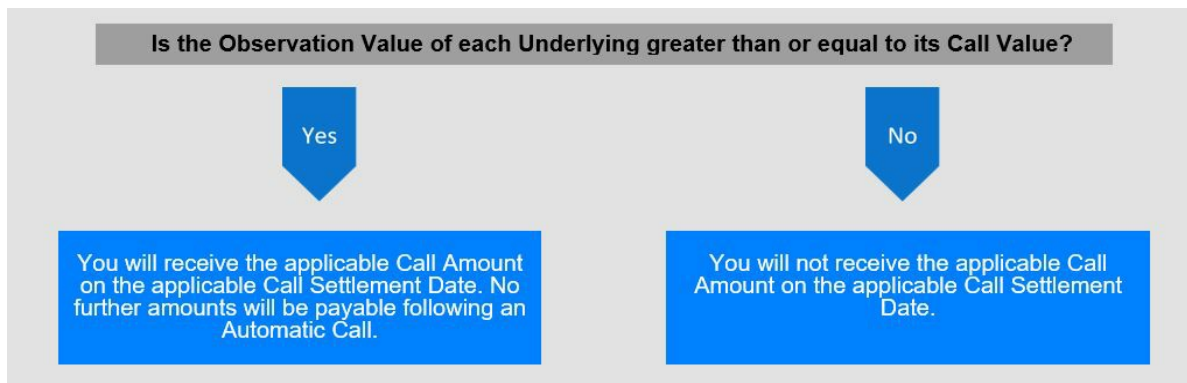 Is the Observation Value of each Underlying greater than or equal to its Call Value?
Yes
No
You will receive the applicable Call Amount
on the applicable Call Settlement Date. No
further amounts will be payable following an
Automatic Call.
You will not receive the applicable Call
Amount on the applicable Call Settlement
Date.